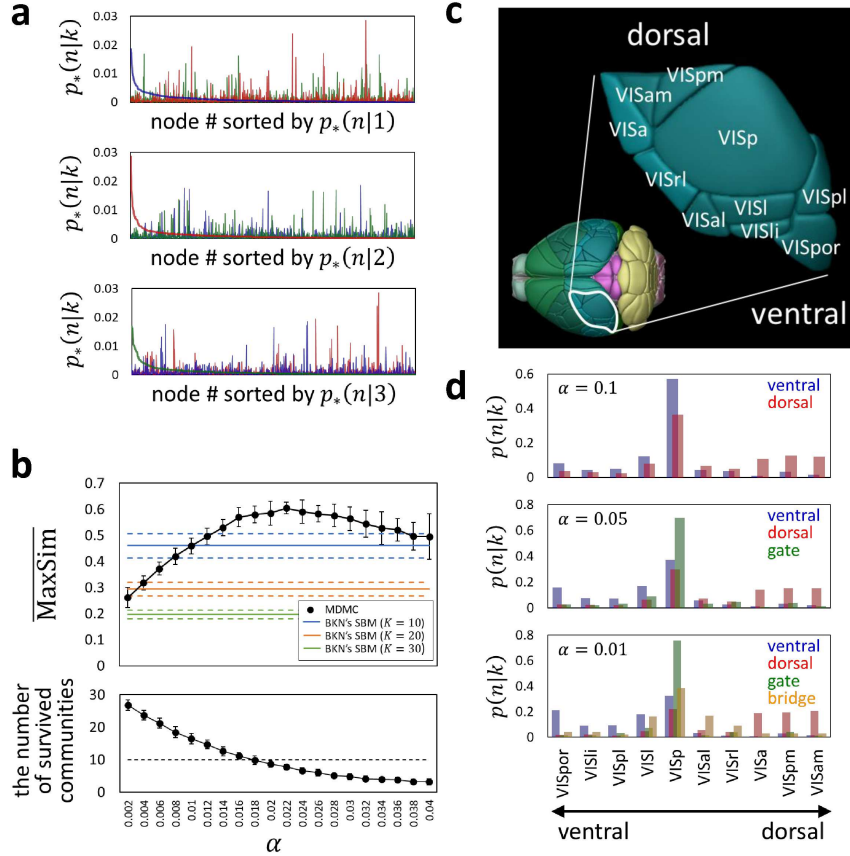 a
p*(n|k)
0.03
0.02
0.01
0
node # sorted by p*(n|1)
p*(n|k)
0.03
0.02
0.01
0
node # sorted by p*(n|2)
p*(n|k)
0.03
0.02
0.01
0
node # sorted by p*(n|3)
b
MaxSim
0.7
0.6
0.5
0.4
0.3
0.2
0.1
0
MDMC
BKN's SBM (K = 10)
BKN's SBM (K = 20)
BKN's SBM (K = 30)
the number
of survived
communities
30
20
10
0
0.002 0.004 0.006 0.008 0.01 0.012 0.014 0.016 0.018 0.02 0.022 0.024 0.026 0.028 0.03 0.032 0.034 0.036 0.038 0.04
α
c
dorsal
VISpm
VISam
VISa
VISp
VISrl
VISpl
VISl
VISal
VISli
VISpor
ventral
d
p(n|k)
0.6
0.4
0.2
0
α = 0.1
ventral
dorsal
p(n|k)
0.8
0.6
0.4
0.2
0
α = 0.05
ventral
dorsal
gate
p(n|k)
0.8
0.6
0.4
0.2
0
α = 0.01
ventral
dorsal
gate
bridge
VISpor VISli VISpl VISl VISp VISal VISrl VISa VISpm VISam
ventral dorsal